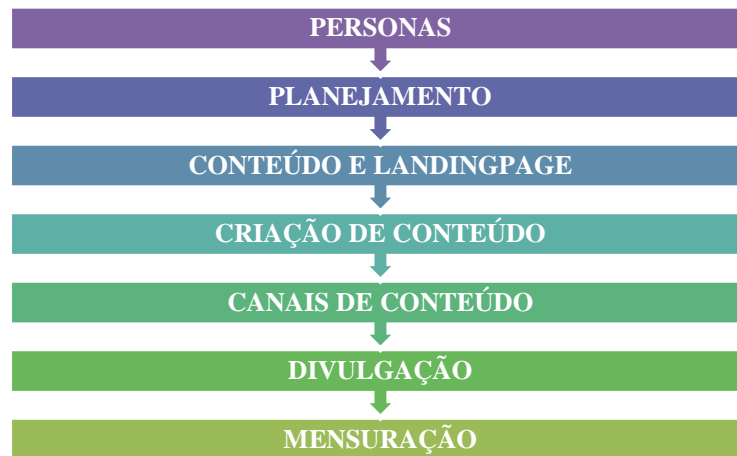 PERSONAS
PLANEJAMENTO
CONTEÚDO E LANDINGPAGE
CRIAÇÃO DE CONTEÚDO
CANAIS DE CONTEÚDO
DIVULGAÇÃO
MENSURAÇÃO